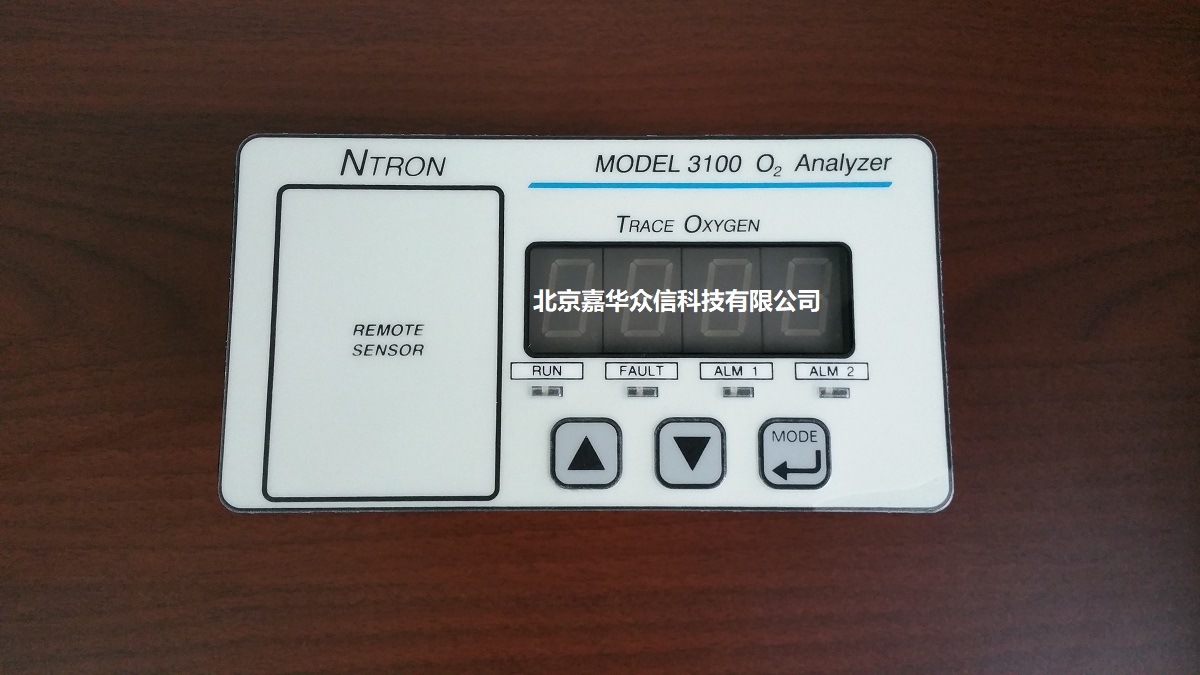 NTRON
MODEL 3100 O2 Analyzer
TRACE OXYGEN
北京嘉华众信科技有限公司
REMOTE
SENSOR
RUN FAULT ALM 1 ALM 2
MODE